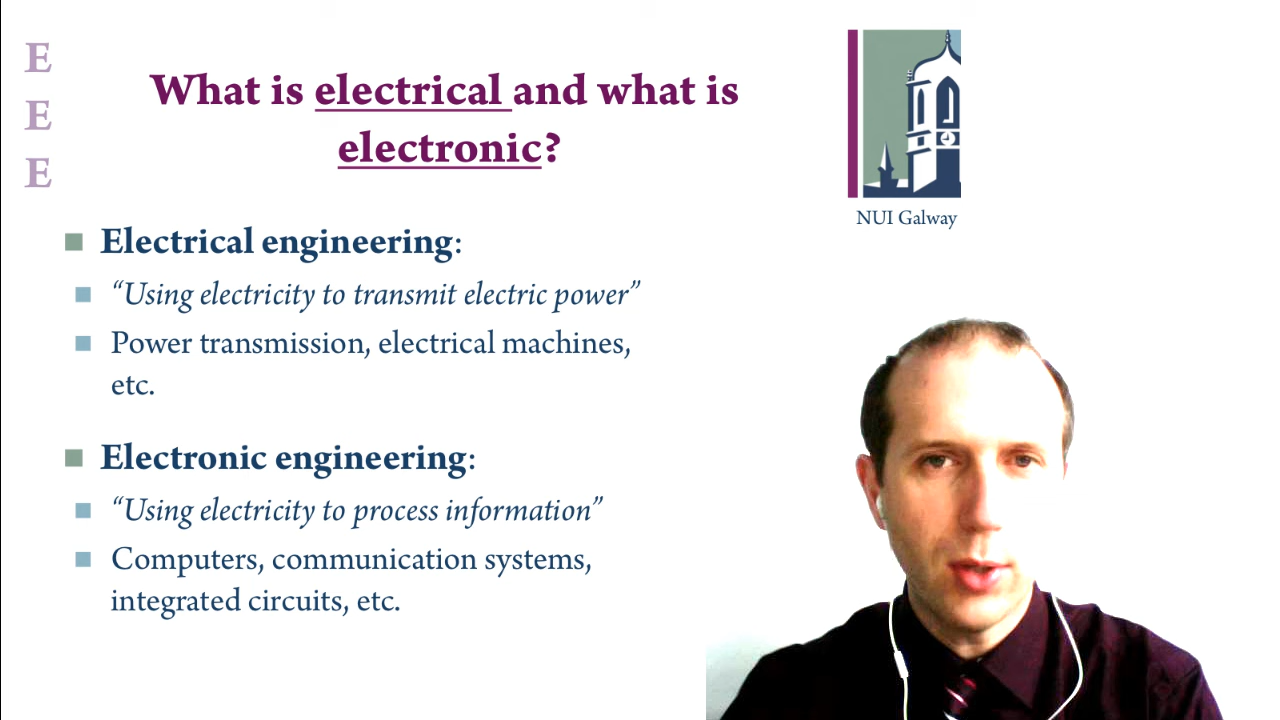 E
E
E
What is electrical and what is
electronic?
NUI Galway
Electrical engineering:
“Using electricity to transmit electric power”
Power transmission, electrical machines,
etc.
Electronic engineering:
“Using electricity to process information”
Computers, communication systems,
integrated circuits, etc.